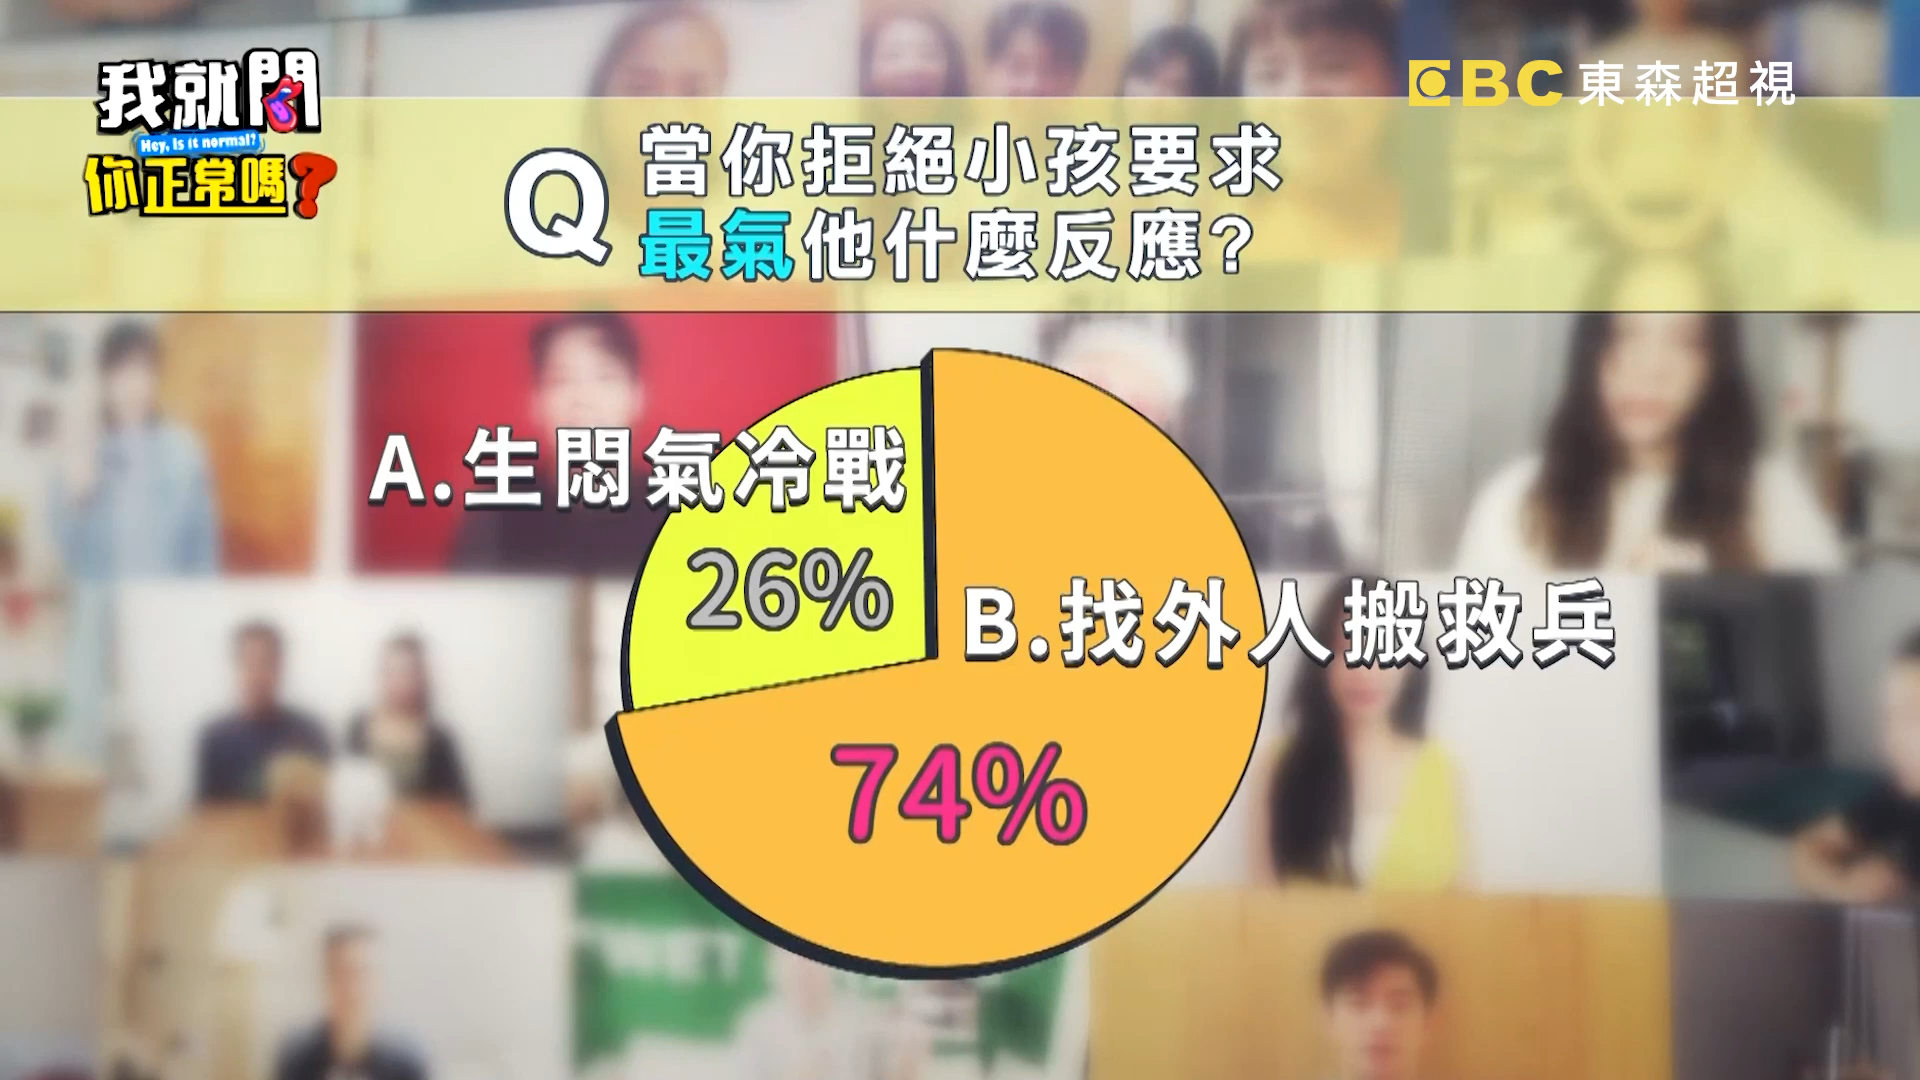 我就問
Hey, is it normal?
你正常嗎?
EBC 東森超視
Q 當你拒絕小孩要求
最氣他什麼反應?
A.生悶氣冷戰
26%
B.找外人搬救兵
74%